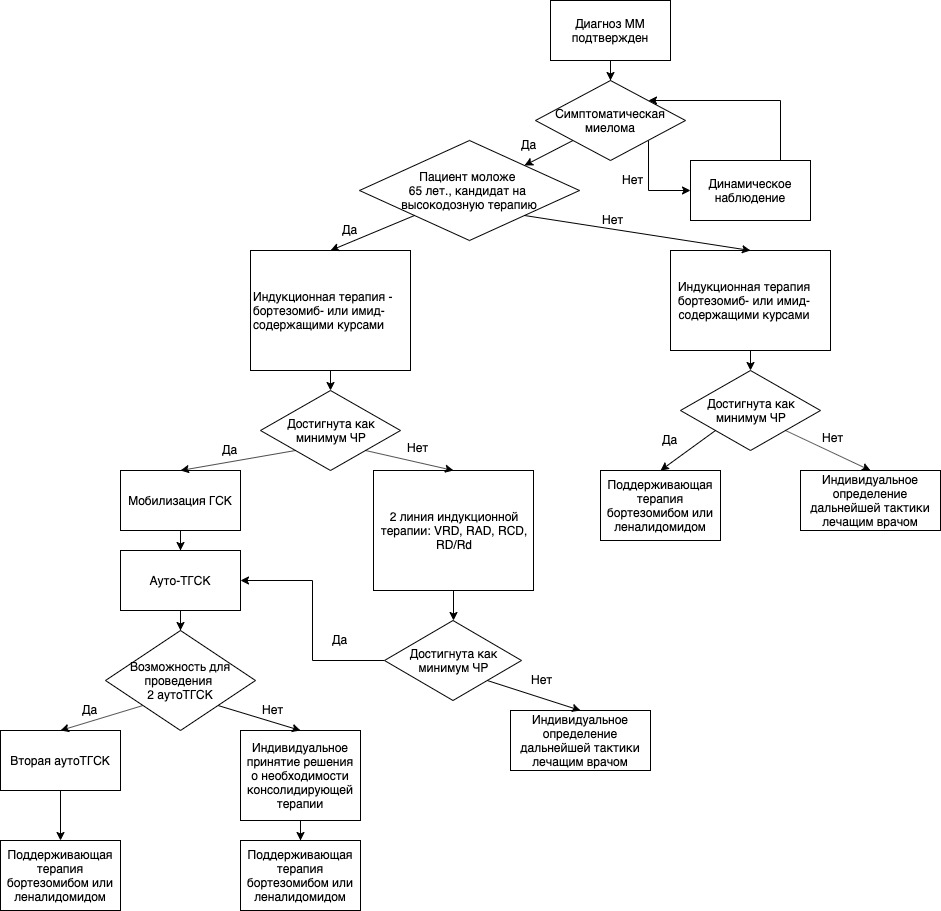 Диагноз ММ
подтвержден
Симптоматическая
миелома
Да
Нет
Динамическое
наблюдение
Пациент моложе
65 лет., кандидат на
высокодозную терапию
Да
Нет
Индукционная терапия -
бортезомиб- или имид-
содержащими курсами
Индукционная терапия
бортезомиб- или имид-
содержащими курсами
Достигнута как
минимум ЧР
Достигнута как
минимум ЧР
Да
Нет
Да
Нет
Мобилизация ГСК
2 линия индукционной
терапии: VRD, RAD, RCD,
RD/Rd
Поддерживающая
терапия
бортезомибом или
леналидомидом
Индивидуальное
определение
дальнейшей тактики
лечащим врачом
Ауто-ТГСК
Да
Достигнута как
минимум ЧР
Нет
Возможность для
проведения
2 аутоТГСК
Да
Нет
Индивидуальное
определение
дальнейшей тактики
лечащим врачом
Вторая аутоТГСК
Индивидуальное
принятие решения
о необходимости
консолидирующей
терапии
Поддерживающая
терапия
бортезомибом или
леналидомидом
Поддерживающая
терапия
бортезомибом или
леналидомидом